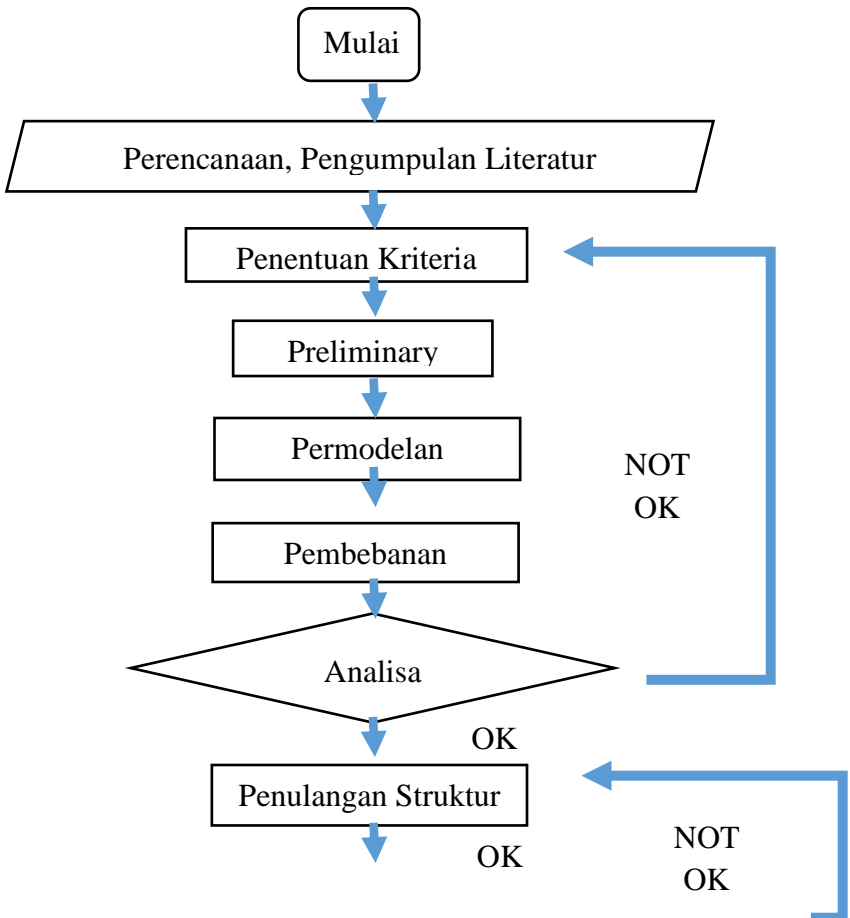 Mulai
Perencanaan, Pengumpulan Literatur
Penentuan Kriteria
Preliminary
Permodelan
NOT
OK
Pembebanan
Analisa
OK
Penulangan Struktur
NOT
OK
OK